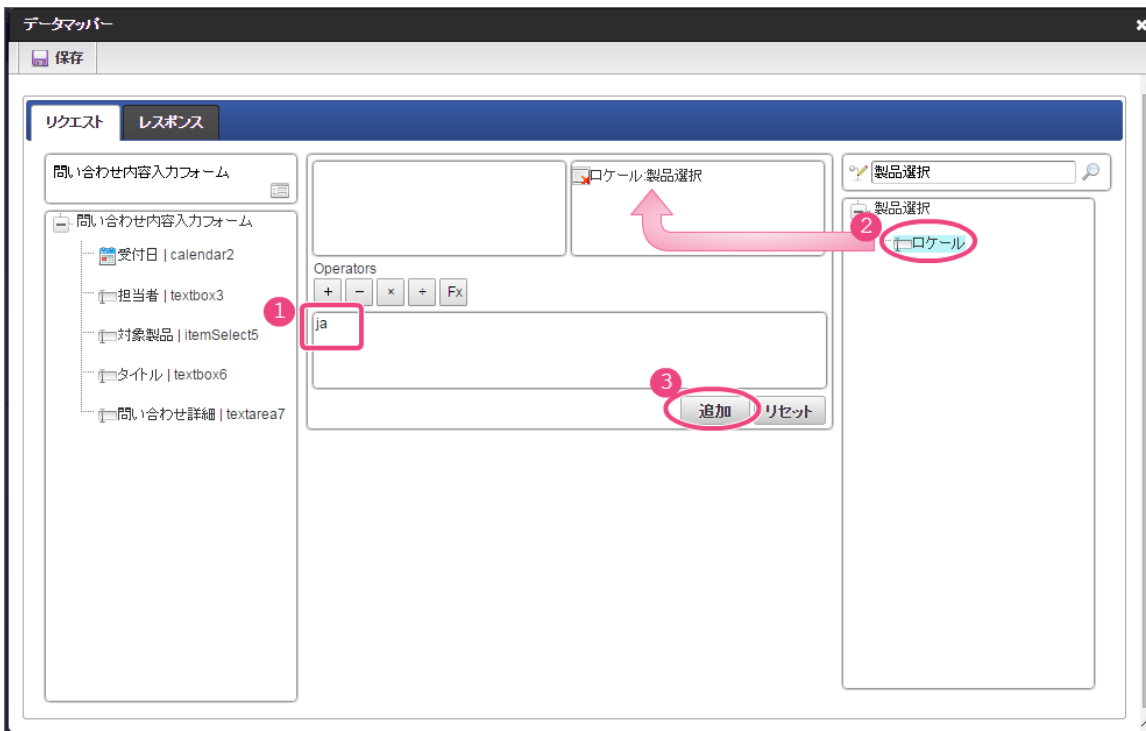 データマッパー
保存
リクエスト
レスポンス
問い合わせ内容入力フォーム
問い合わせ内容入力フォーム
受付日 | calendar2
担当者 | textbox3
対象製品 | itemSelect5
タイトル | textbox6
問い合わせ詳細 | textarea7
ロケール:製品選択
Operators
+ − × ÷ Fx
1
ja
3
追加
リセット
製品選択
製品選択
2
ロケール